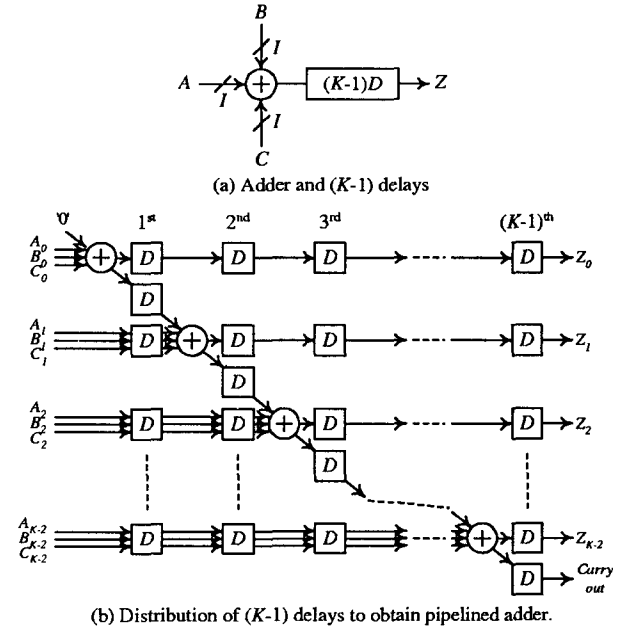 B
I
A
I
(K-1)D
Z
I
C
(a) Adder and (K-1) delays
'0' 1st 2nd 3rd (K-1)th
A0
B0
C0
+ D D D D Z0
D
A1
B1
C1
D + D D D Z1
D
A2
B2
C2
D D + D D Z2
D
AK-2
BK-2
CK-2
D D D + D ZK-2
D Carry
out
(b) Distribution of (K-1) delays to obtain pipelined adder.